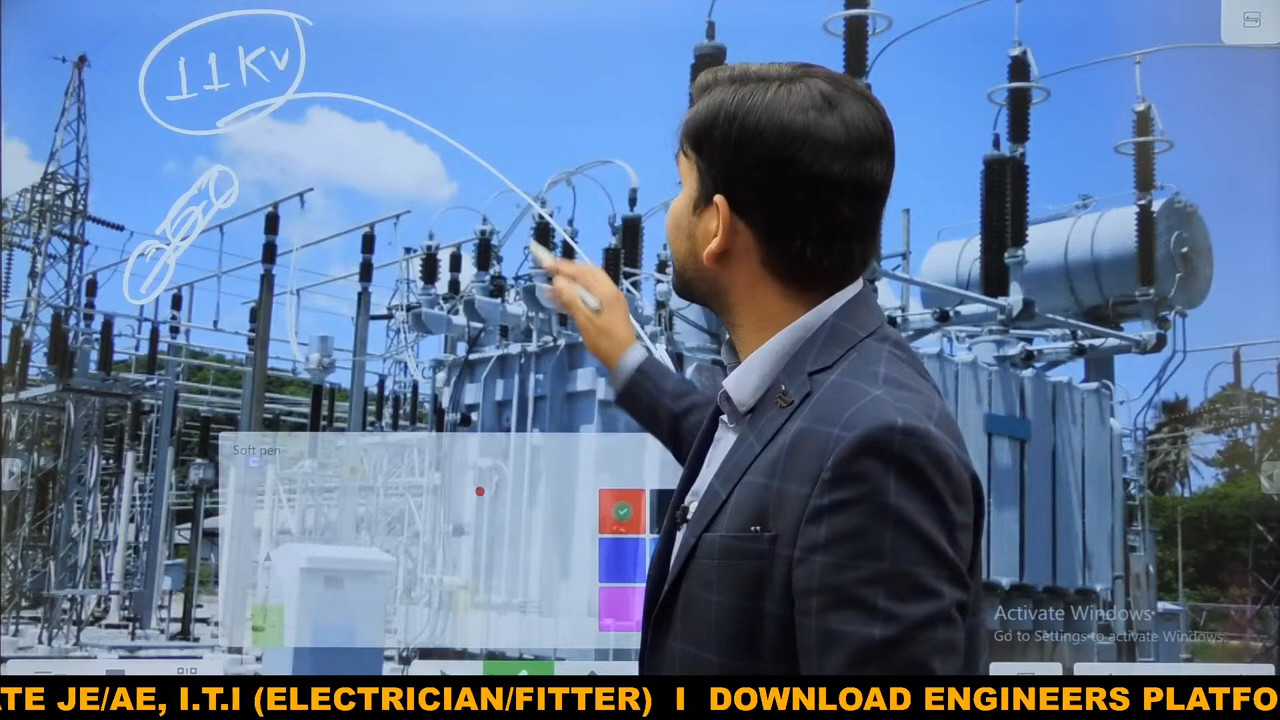 11Kv
Soft pen
Activate Windows
Go to Settings to activate Windows.
TE JE/AE, I.T.I (ELECTRICIAN/FITTER) I DOWNLOAD ENGINEERS PLATFO